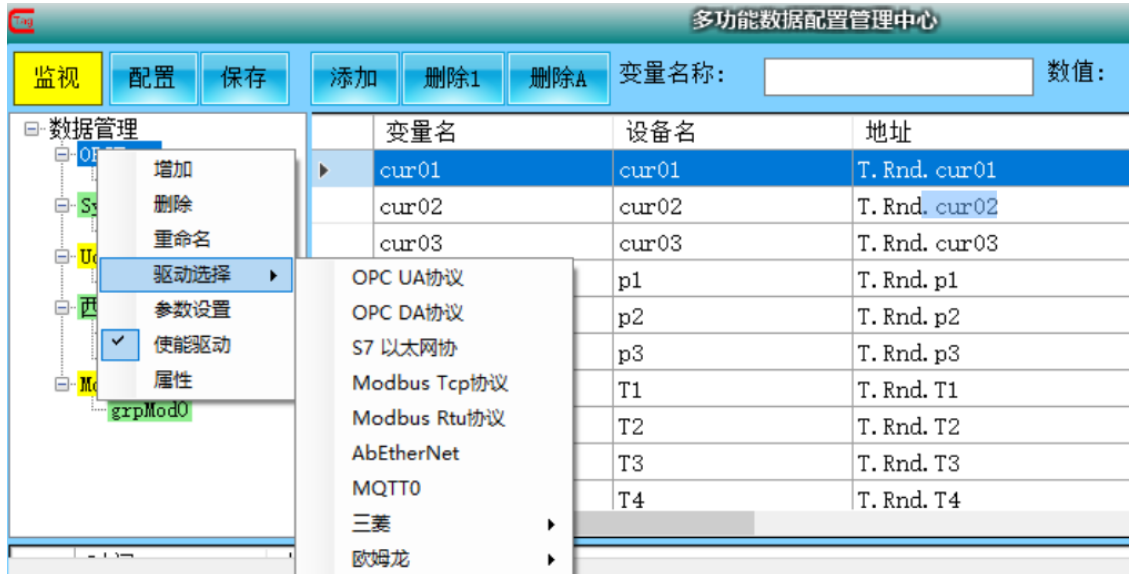 Tag
多功能数据配置管理中心
监视 配置 保存 添加 删除1 删除A 变量名称: 数值:
数据管理
变量名 设备名 地址
增加
删除
重命名
驱动选择
参数设置
使能驱动
属性
grpMod0
OPC UA协议
OPC DA协议
S7 以太网协
Modbus Tcp协议
Modbus Rtu协议
AbEtherNet
MQTT0
三菱
欧姆龙
cur01 cur01 T.Rnd.cur01
cur02 cur02 T.Rnd.cur02
cur03 cur03 T.Rnd.cur03
p1 T.Rnd.p1
p2 T.Rnd.p2
p3 T.Rnd.p3
T1 T.Rnd.T1
T2 T.Rnd.T2
T3 T.Rnd.T3
T4 T.Rnd.T4